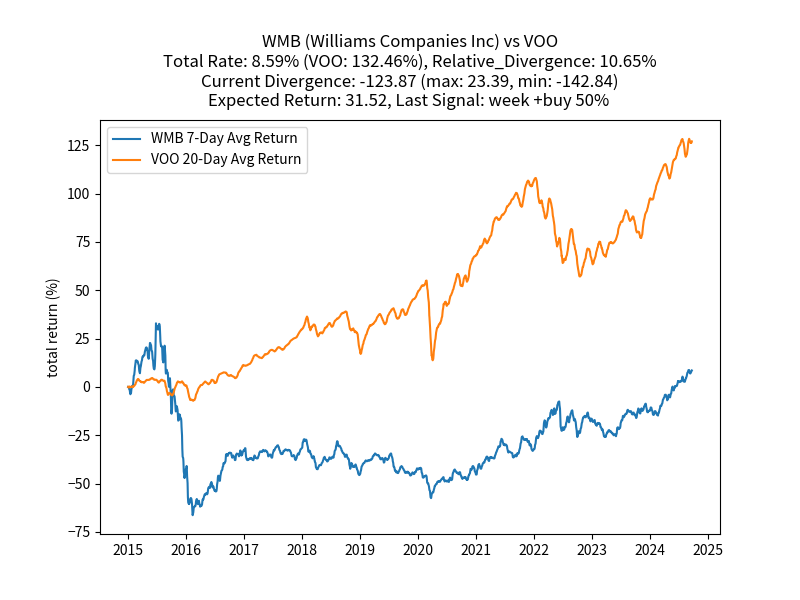 WMB (Williams Companies Inc) vs VOO
Total Rate: 8.59% (VOO: 132.46%), Relative_Divergence: 10.65%
Current Divergence: -123.87 (max: 23.39, min: -142.84)
Expected Return: 31.52, Last Signal: week +buy 50%
WMB 7-Day Avg Return
VOO 20-Day Avg Return
total return (%)
125
100
75
50
25
0
−25
−50
−75
2015 2016 2017 2018 2019 2020 2021 2022 2023 2024 2025